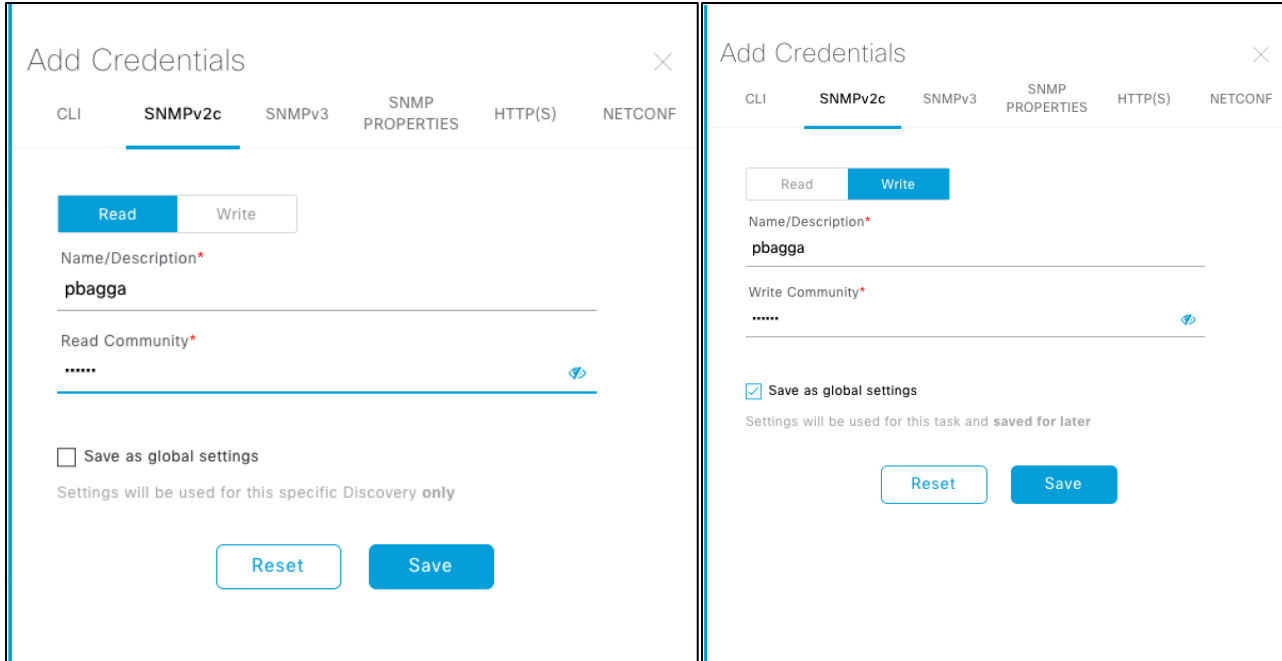 Add Credentials
CLI SNMPv2c SNMPv3 SNMP PROPERTIES HTTP(S) NETCONF
Read Write
Name/Description*
pbagga
Read Community*
••••••
Save as global settings
Settings will be used for this specific Discovery only
Reset Save
Add Credentials
CLI SNMPv2c SNMPv3 SNMP PROPERTIES HTTP(S) NETCONF
Read Write
Name/Description*
pbagga
Write Community*
••••••
Save as global settings
Settings will be used for this task and saved for later
Reset Save